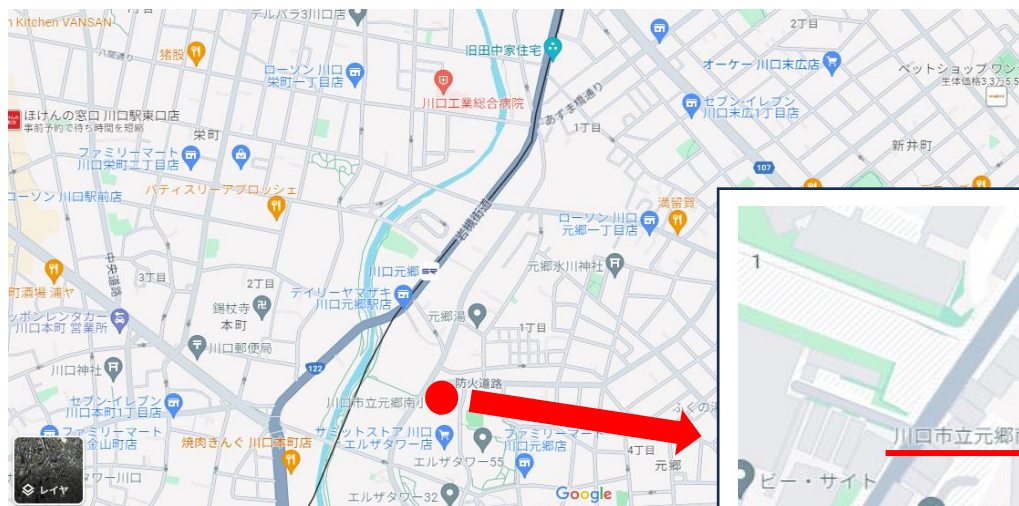 n Kitchen VANSAN
デルパラ3川口店
2丁目
八間通り
猪股
旧田中家住宅
オーケー 川口末広店
ローソン 川口
栄町一丁目店
川口工業総合病院
ペットショップ ワン
生体価格3.3万5.5
ほけんの窓口 川口駅東口店
事前予約で待ち時間を短縮
あずま橋通り
セブン-イレブン
川口末広1丁目店
栄町
1丁目
新井町
ファミリーマート
川口栄町二丁目店
107
ローソン 川口駅前店
パティスリーアプロッシェ
満留賀
ローソン 川口
元郷一丁目店
岩槻街道
中央道路
3丁目
2丁目
川口元郷
元郷氷川神社
町酒場 浦ヤ
錫杖寺
デイリーヤマザキ
川口元郷駅店
ッポンレンタカー
川口本町 営業所
本町
元郷湯
1丁目
川口郵便局
122
川口神社
防火道路
川口市立元郷南小
ふくの湯
セブン-イレブン
川口本町1丁目店
サミットストア 川口
エルザタワー店
ファミリーマート
川口元郷店
ファミリーマート
金山町店
焼肉きんぐ 川口本町店
4丁目
元郷
エルザタワー55
レイヤ
タワー川口
エルザタワー32
Google
1
川口市立元郷南
ビー・サイト